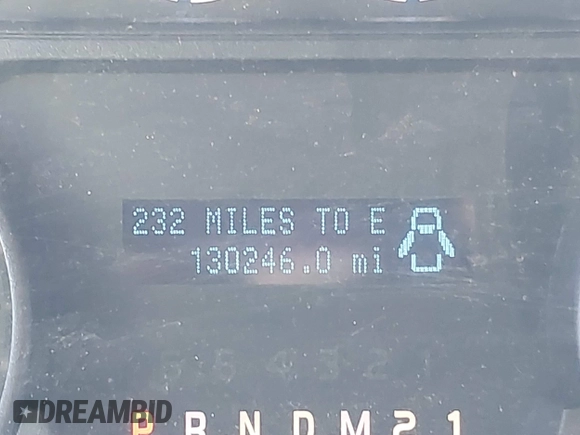 232 MILES TO E
130246.0 mi
P R N D M 2 1
DREAMBID